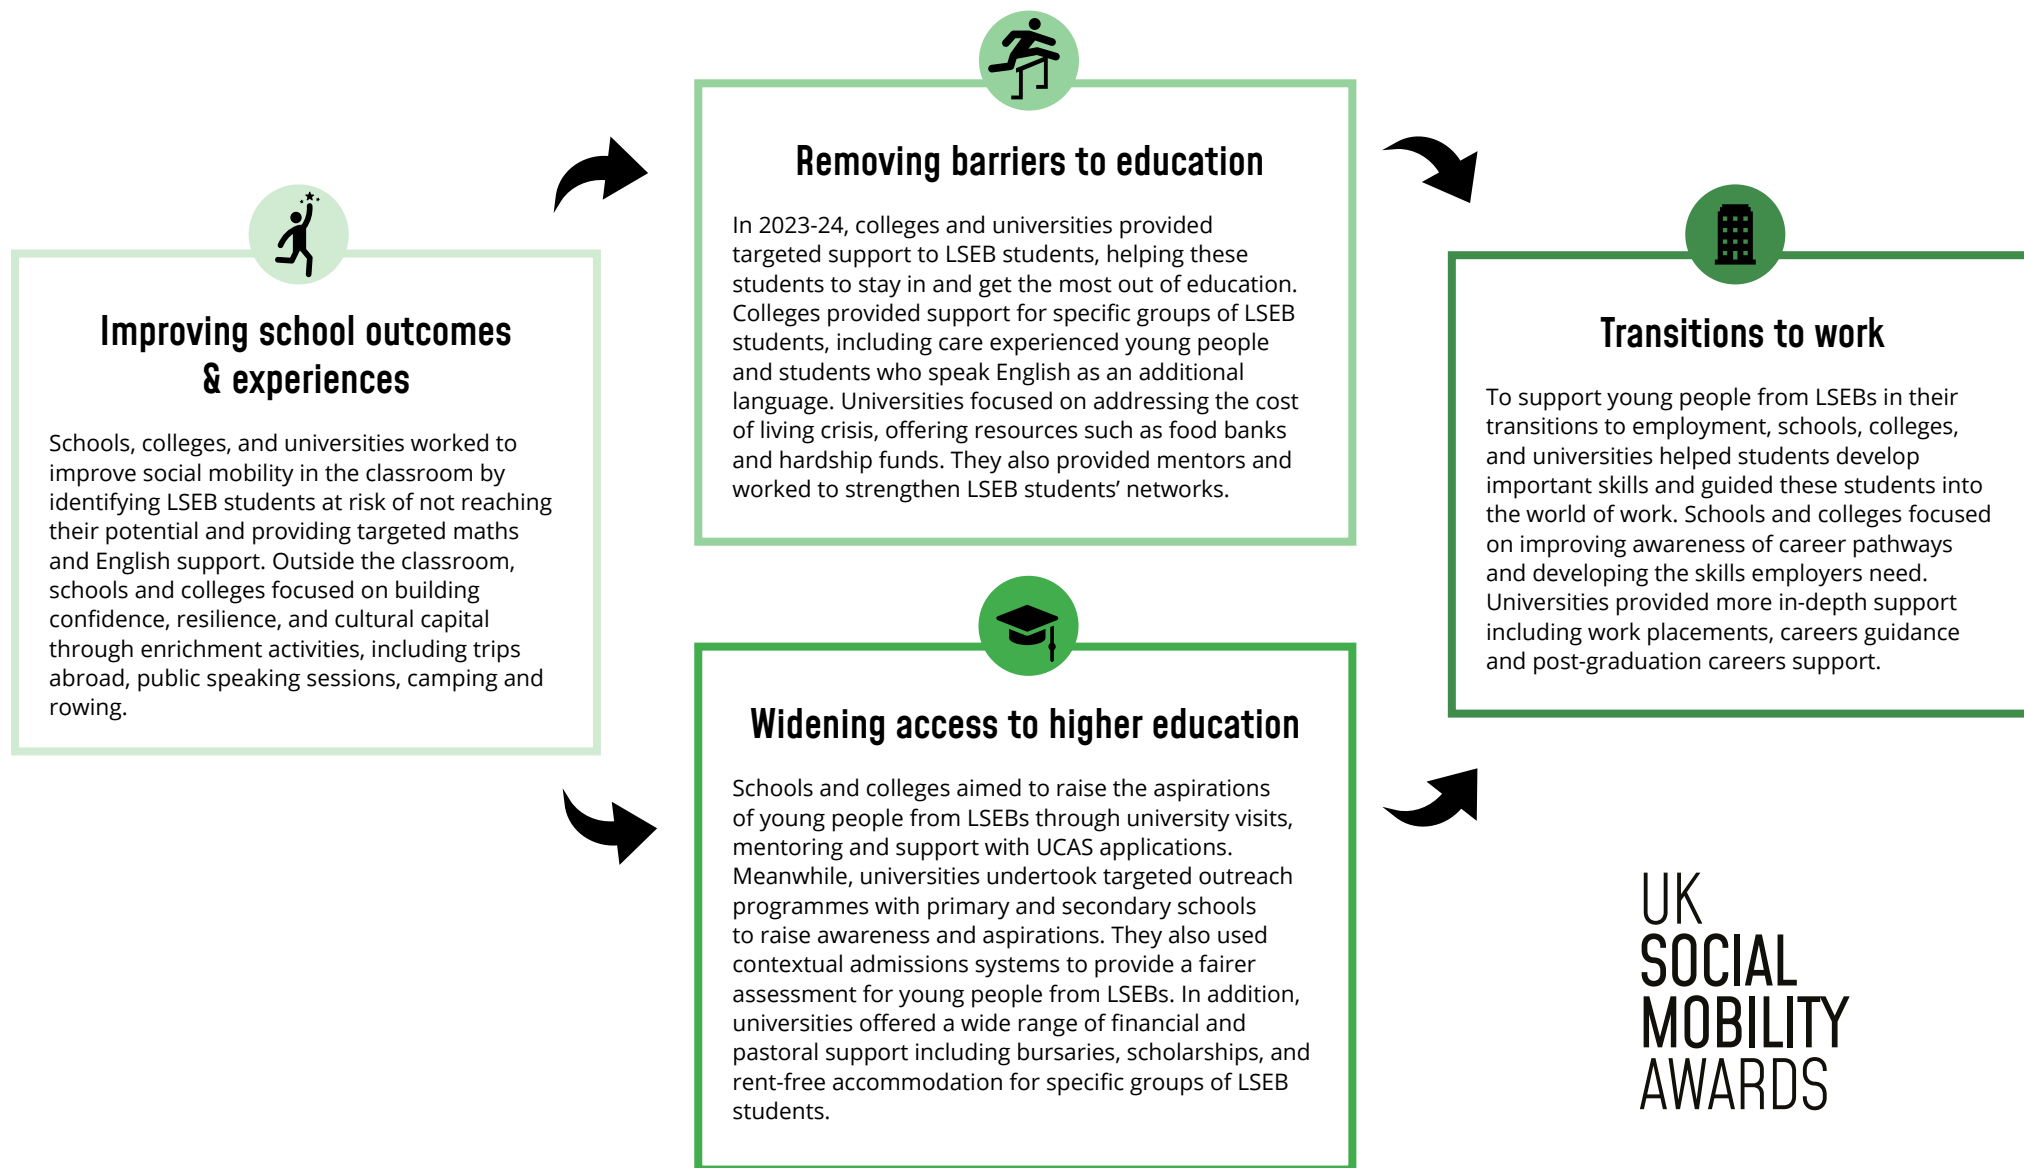 Improving school outcomes
& experiences
Schools, colleges, and universities worked to
improve social mobility in the classroom by
identifying LSEB students at risk of not reaching
their potential and providing targeted maths
and English support. Outside the classroom,
schools and colleges focused on building
confidence, resilience, and cultural capital
through enrichment activities, including trips
abroad, public speaking sessions, camping and
rowing.
Removing barriers to education
In 2023-24, colleges and universities provided
targeted support to LSEB students, helping these
students to stay in and get the most out of education.
Colleges provided support for specific groups of LSEB
students, including care experienced young people
and students who speak English as an additional
language. Universities focused on addressing the cost
of living crisis, offering resources such as food banks
and hardship funds. They also provided mentors and
worked to strengthen LSEB students’ networks.
Widening access to higher education
Schools and colleges aimed to raise the aspirations
of young people from LSEBs through university visits,
mentoring and support with UCAS applications.
Meanwhile, universities undertook targeted outreach
programmes with primary and secondary schools
to raise awareness and aspirations. They also used
contextual admissions systems to provide a fairer
assessment for young people from LSEBs. In addition,
universities offered a wide range of financial and
pastoral support including bursaries, scholarships, and
rent-free accommodation for specific groups of LSEB
students.
Transitions to work
To support young people from LSEBs in their
transitions to employment, schools, colleges,
and universities helped students develop
important skills and guided these students into
the world of work. Schools and colleges focused
on improving awareness of career pathways
and developing the skills employers need.
Universities provided more in-depth support
including work placements, careers guidance
and post-graduation careers support.
UK
SOCIAL
MOBILITY
AWARDS